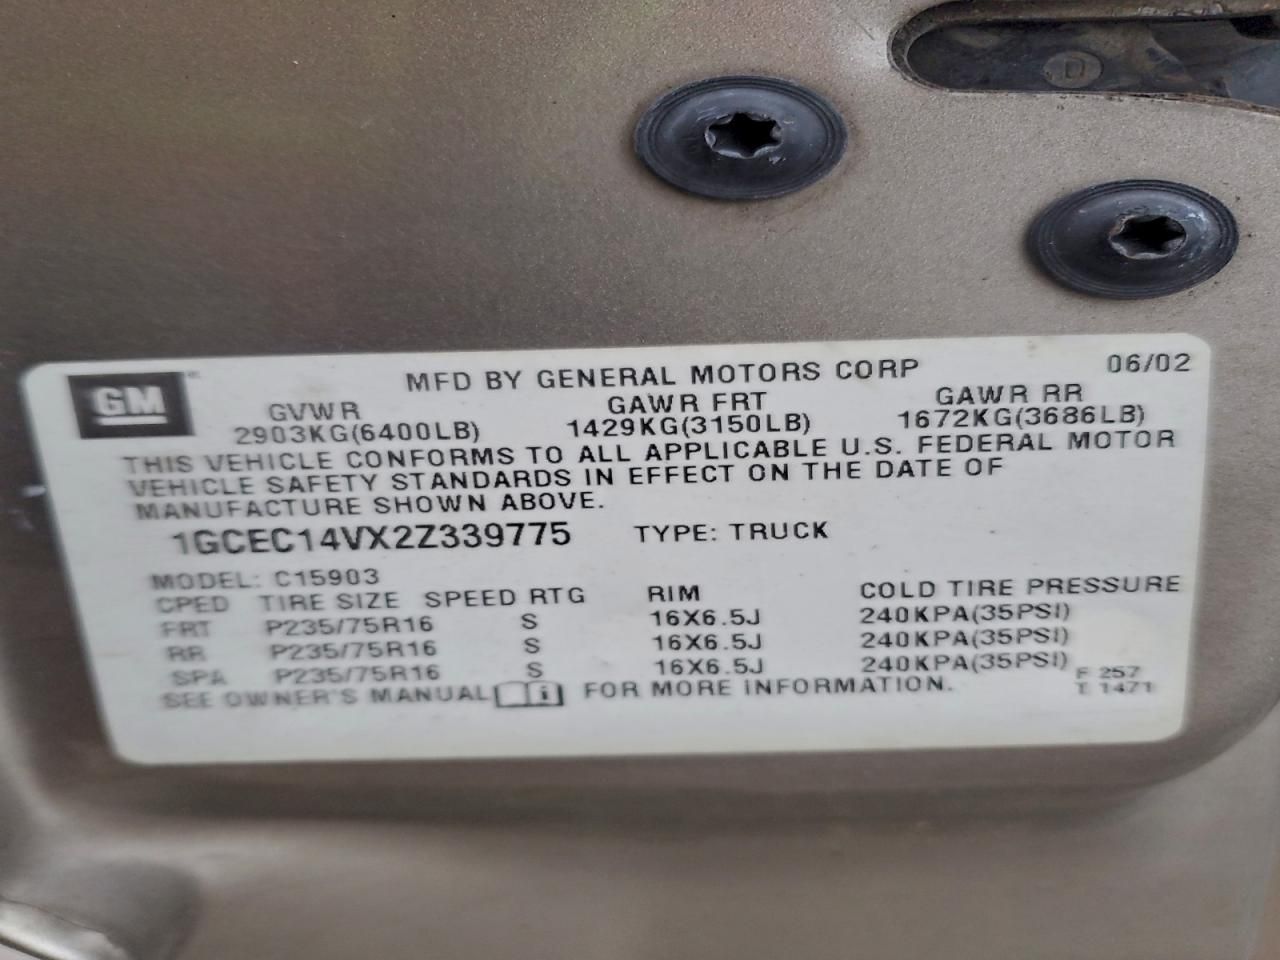 D
GM
MFD BY GENERAL MOTORS CORP 06/02
GVWR GAWR FRT GAWR RR
2903KG(6400LB) 1429KG(3150LB) 1672KG(3686LB)
THIS VEHICLE CONFORMS TO ALL APPLICABLE U.S. FEDERAL MOTOR
VEHICLE SAFETY STANDARDS IN EFFECT ON THE DATE OF
MANUFACTURE SHOWN ABOVE.
1GCEC14VX2Z339775 TYPE: TRUCK
MODEL: C15903
CPED TIRE SIZE SPEED RTG RIM COLD TIRE PRESSURE
FRT P235/75R16 S 16X6.5J 240KPA(35PSI)
RR P235/75R16 S 16X6.5J 240KPA(35PSI)
SPA P235/75R16 S 16X6.5J 240KPA(35PSI)
SEE OWNER'S MANUAL i FOR MORE INFORMATION.
F 257
T 1471